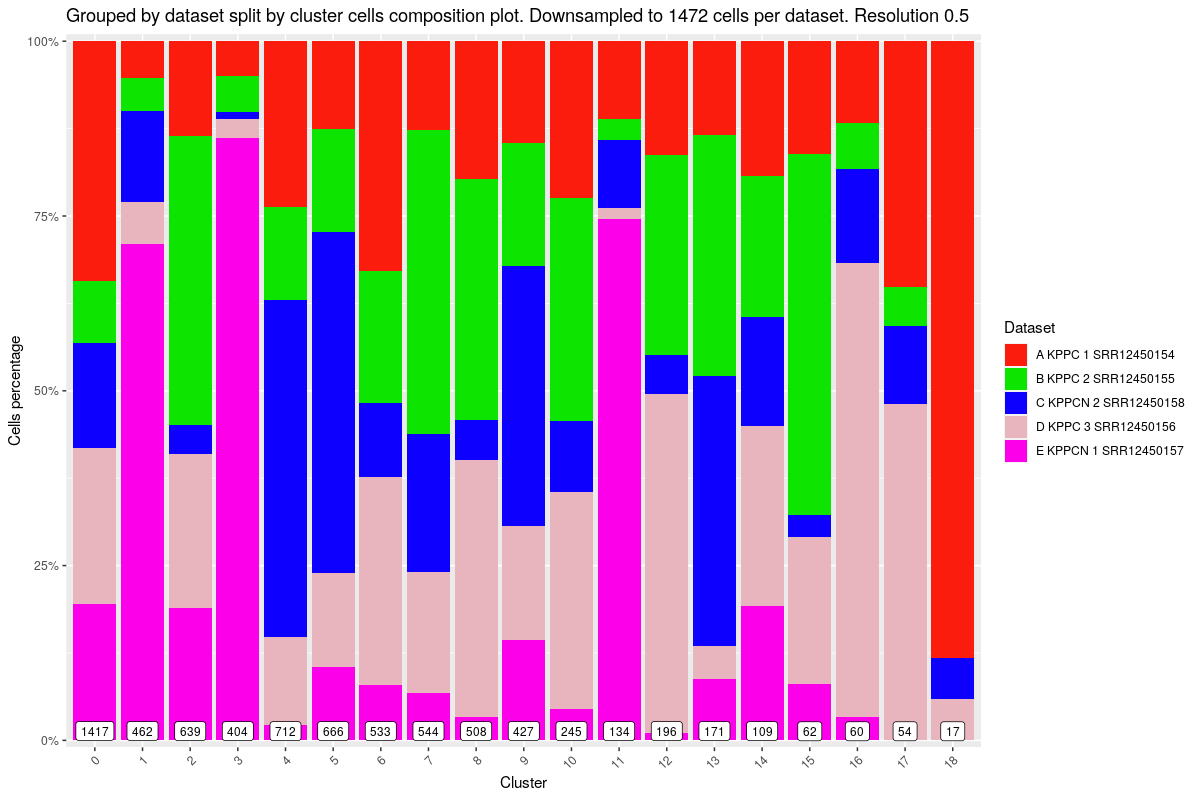 Grouped by dataset split by cluster cells composition plot. Downsampled to 1472 cells per dataset. Resolution 0.5
100%
75%
50%
25%
0%
Cells percentage
1417 462 639 404 712 666 533 544 508 427 245 134 196 171 109 62 60 54 17
0 1 2 3 4 5 6 7 8 9 10 11 12 13 14 15 16 17 18
Cluster
Dataset
A KPPC 1 SRR12450154
B KPPC 2 SRR12450155
C KPPCN 2 SRR12450158
D KPPC 3 SRR12450156
E KPPCN 1 SRR12450157